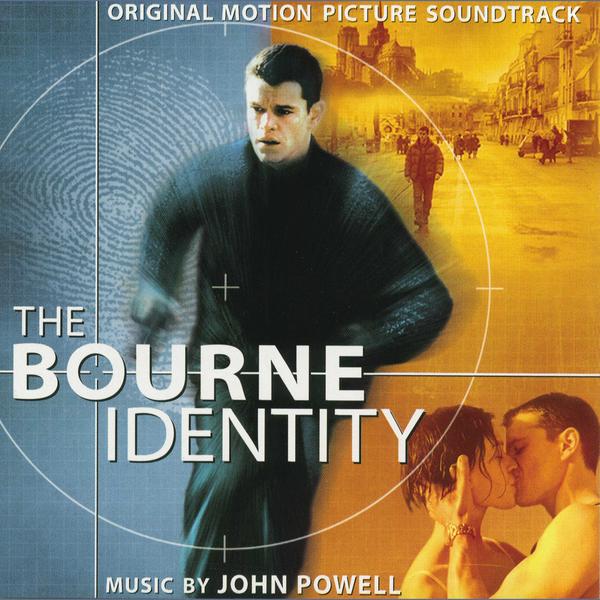 ORIGINAL MOTION PICTURE SOUNDTRACK
THE
BOURNE
IDENTITY
MUSIC BY JOHN POWELL